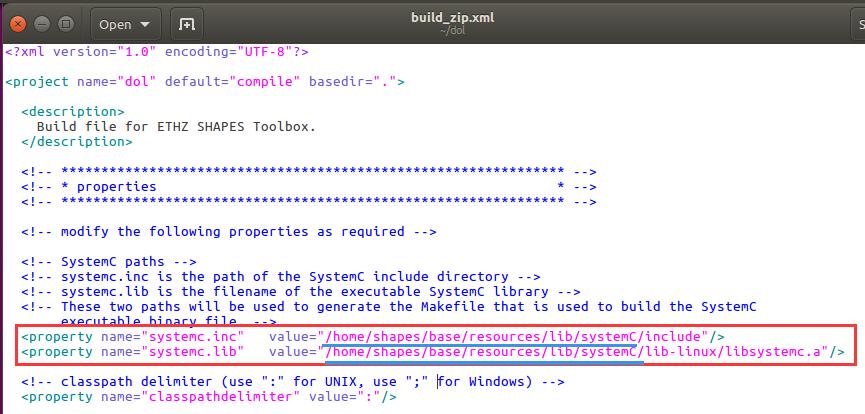 Open
build_zip.xml
~/dol
S
<?xml version="1.0" encoding="UTF-8"?>
<project name="dol" default="compile" basedir=".">
<description>
Build file for ETHZ SHAPES Toolbox.
</description>
<!-- *************************************************************** -->
<!-- * properties * -->
<!-- *************************************************************** -->
<!-- modify the following properties as required -->
<!-- SystemC paths -->
<!-- systemc.inc is the path of the SystemC include directory -->
<!-- systemc.lib is the filename of the executable SystemC library -->
<!-- These two paths will be used to generate the Makefile that is used to build the SystemC
executable binary file. -->
<property name="systemc.inc" value="/home/shapes/base/resources/lib/systemC/include"/>
<property name="systemc.lib" value="/home/shapes/base/resources/lib/systemC/lib-linux/libsystemc.a"/>
<!-- classpath delimiter (use ":" for UNIX, use ";" for Windows) -->
<property name="classpathdelimiter" value=":"/>